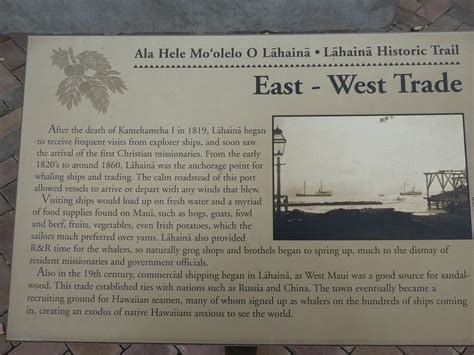 Ala Hele Moʻolelo O Lāhainā • Lāhainā Historic Trail
East - West Trade
After the death of Kamehameha I in 1819, Lāhainā began
to receive frequent visits from explorer ships, and soon saw
the arrival of the first Christian missionaries. From the early
1820's to around 1860, Lāhainā was the anchorage point for
whaling ships and trading. The calm roadstead of this port
allowed vessels to arrive or depart with any winds that blew.
Visiting ships would load up on fresh water and a myriad
of food supplies found on Maui, such as hogs, goats, fowl
and beef, fruits, vegetables, even Irish potatoes, which the
sailors much preferred over yams. Lāhainā also provided
R&R time for the whalers, so naturally grog shops and brothels began to spring up, much to the dismay of
resident missionaries and government officials.
Also in the 19th century, commercial shipping began in Lāhainā, as West Maui was a good source for sandal-
wood. This trade established ties with nations such as Russia and China. The town eventually became a
recruiting ground for Hawaiian seamen, many of whom signed up as whalers on the hundreds of ships coming
in, creating an exodus of native Hawaiians anxious to see the world.